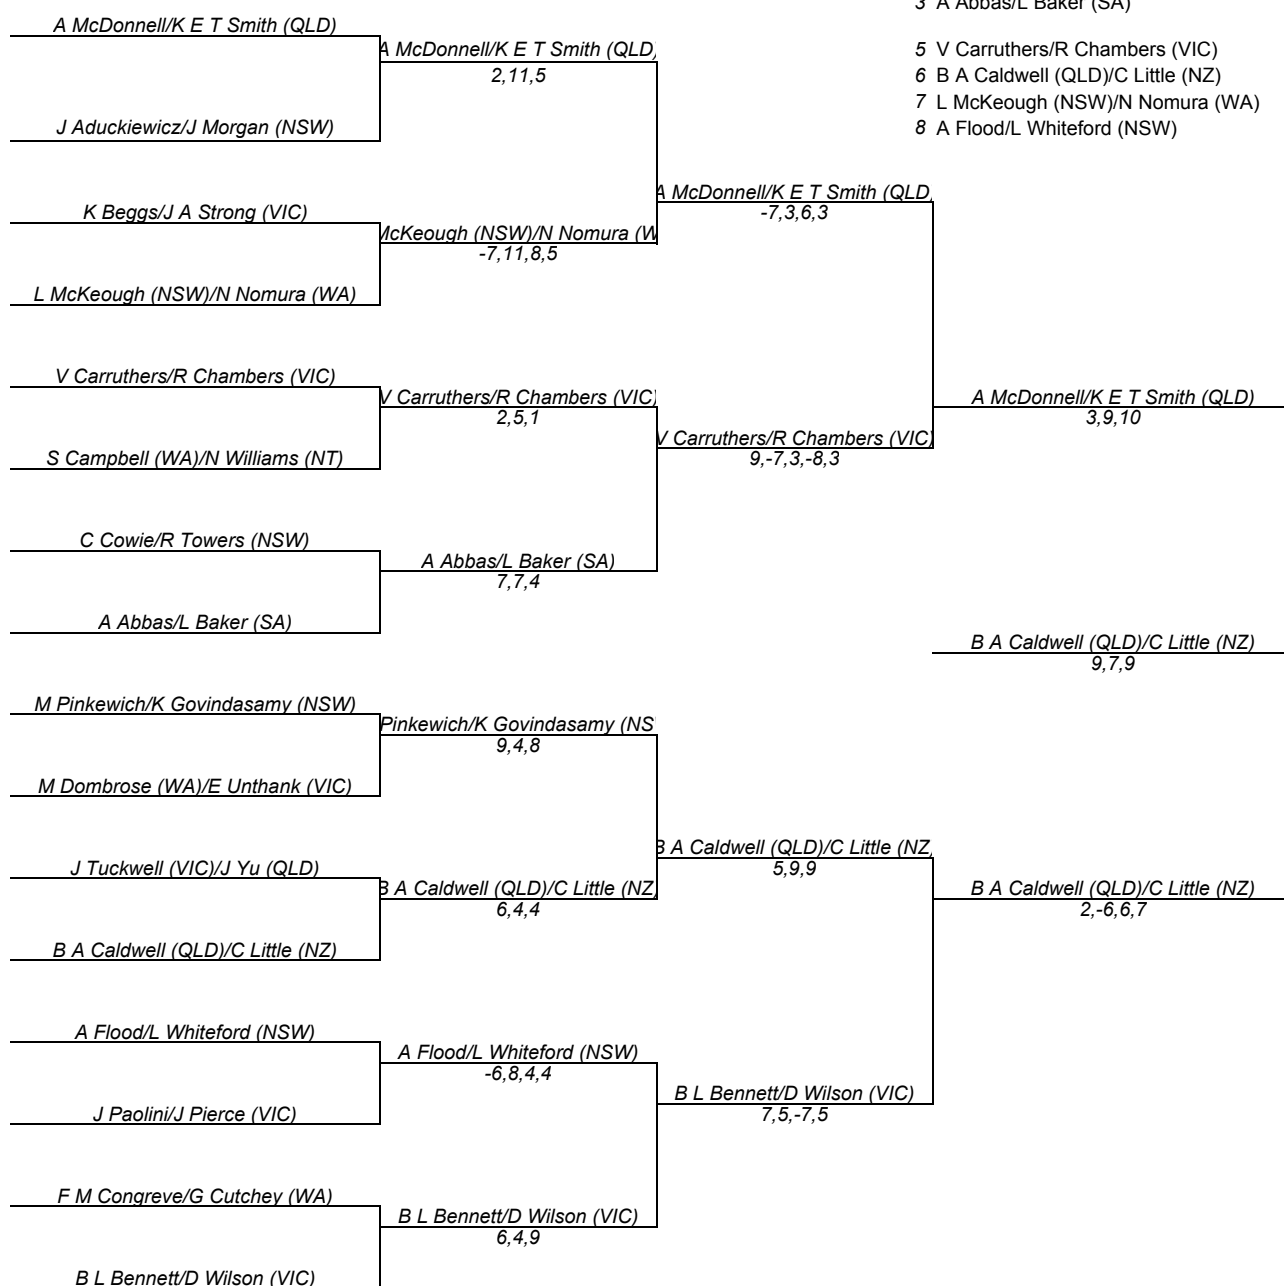 3 A Abbas/L Baker (SA)
5 V Carruthers/R Chambers (VIC)
6 B A Caldwell (QLD)/C Little (NZ)
7 L McKeough (NSW)/N Nomura (WA)
8 A Flood/L Whiteford (NSW)
A McDonnell/K E T Smith (QLD)
J Aduckiewicz/J Morgan (NSW)
K Beggs/J A Strong (VIC)
L McKeough (NSW)/N Nomura (WA)
V Carruthers/R Chambers (VIC)
S Campbell (WA)/N Williams (NT)
C Cowie/R Towers (NSW)
A Abbas/L Baker (SA)
M Pinkewich/K Govindasamy (NSW)
M Dombrose (WA)/E Unthank (VIC)
J Tuckwell (VIC)/J Yu (QLD)
B A Caldwell (QLD)/C Little (NZ)
A Flood/L Whiteford (NSW)
J Paolini/J Pierce (VIC)
F M Congreve/G Cutchey (WA)
B L Bennett/D Wilson (VIC)
A McDonnell/K E T Smith (QLD)
2,11,5
McKeough (NSW)/N Nomura (W
-7,11,8,5
V Carruthers/R Chambers (VIC)
2,5,1
A Abbas/L Baker (SA)
7,7,4
Pinkewich/K Govindasamy (NS
9,4,8
B A Caldwell (QLD)/C Little (NZ)
6,4,4
A Flood/L Whiteford (NSW)
-6,8,4,4
B L Bennett/D Wilson (VIC)
6,4,9
A McDonnell/K E T Smith (QLD)
-7,3,6,3
V Carruthers/R Chambers (VIC)
9,-7,3,-8,3
B A Caldwell (QLD)/C Little (NZ)
5,9,9
B L Bennett/D Wilson (VIC)
7,5,-7,5
A McDonnell/K E T Smith (QLD)
3,9,10
B A Caldwell (QLD)/C Little (NZ)
9,7,9
B A Caldwell (QLD)/C Little (NZ)
2,-6,6,7